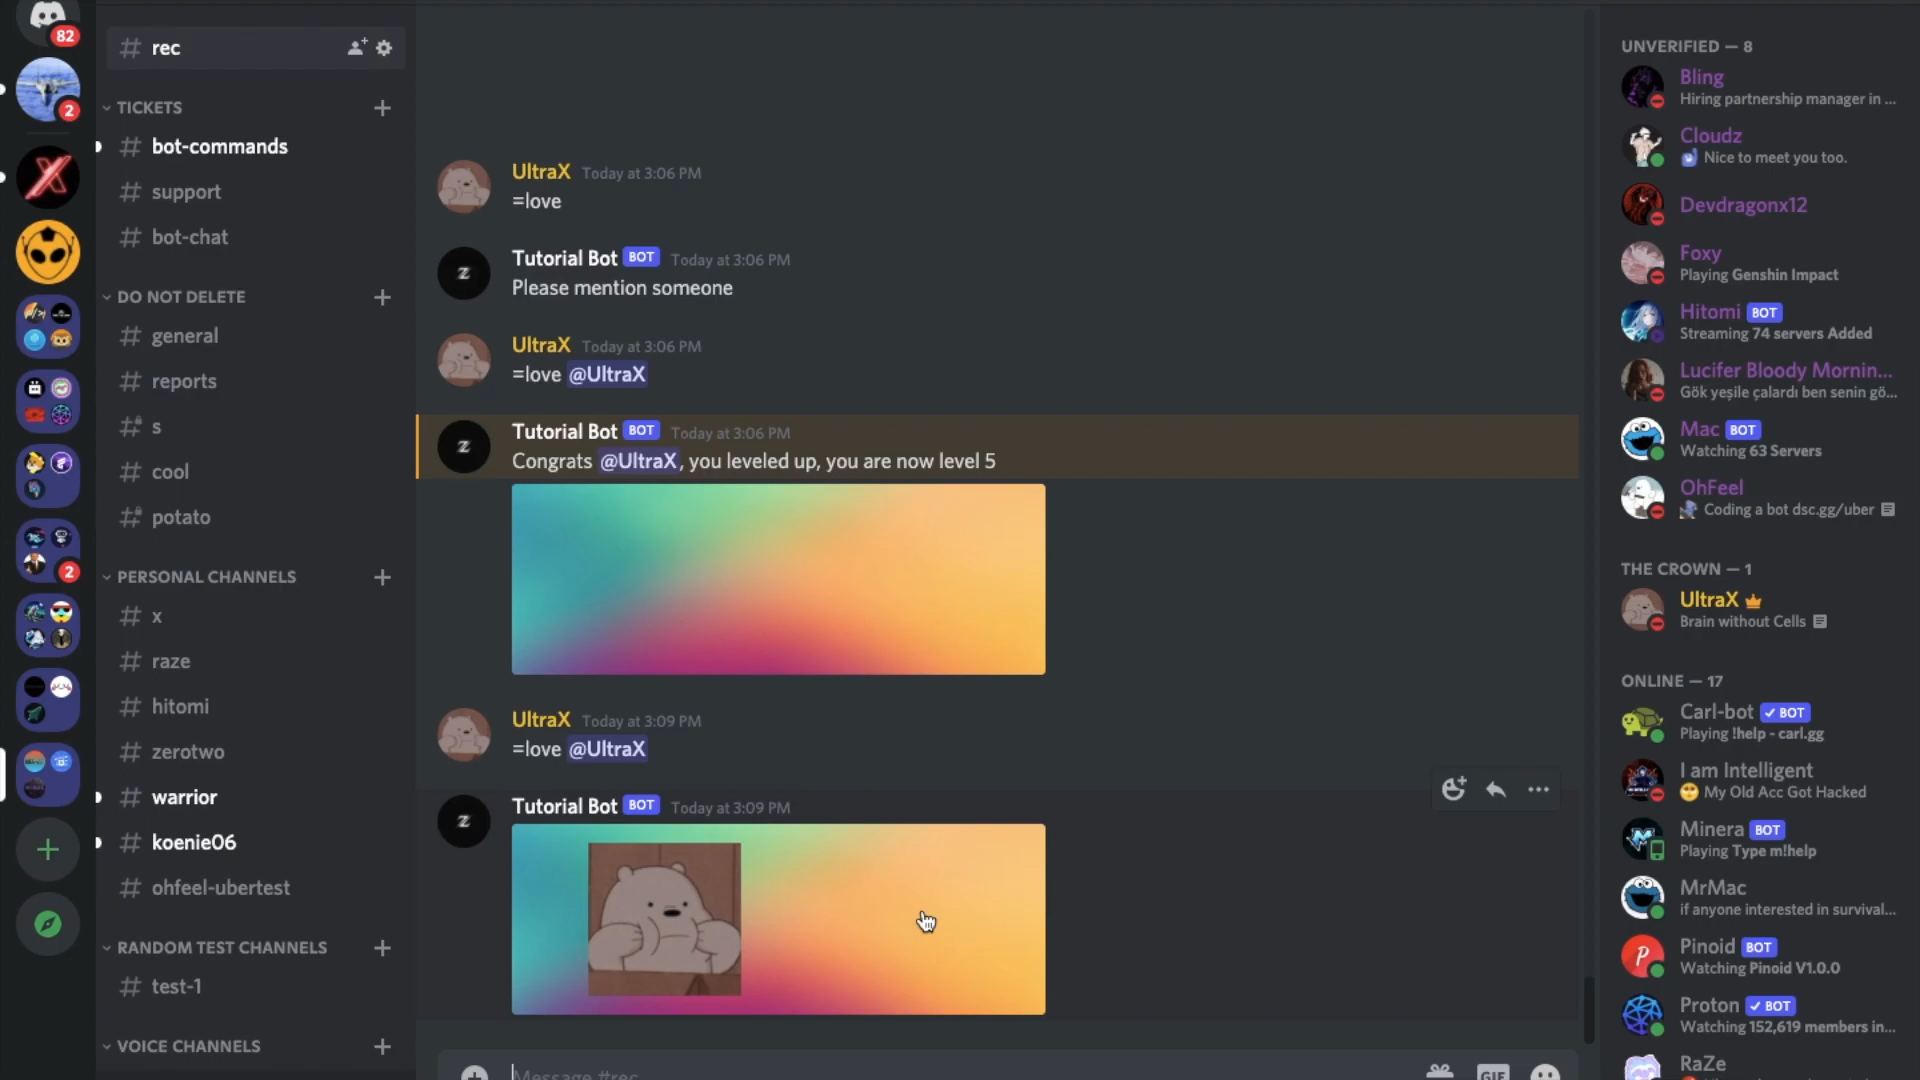 82
2
2
rec
TICKETS
bot-commands
support
bot-chat
DO NOT DELETE
general
reports
s
cool
potato
PERSONAL CHANNELS
x
raze
hitomi
zerotwo
warrior
koenie06
ohfeel-ubertest
RANDOM TEST CHANNELS
test-1
VOICE CHANNELS
UltraX Today at 3:06 PM
=love
Tutorial Bot BOT Today at 3:06 PM
Please mention someone
UltraX Today at 3:06 PM
=love @UltraX
Tutorial Bot BOT Today at 3:06 PM
Congrats @UltraX, you leveled up, you are now level 5
UltraX Today at 3:09 PM
=love @UltraX
Tutorial Bot BOT Today at 3:09 PM
Message #rec
GIF
UNVERIFIED — 8
Bling
Hiring partnership manager in ...
Cloudz
Nice to meet you too.
Devdragonx12
Foxy
Playing Genshin Impact
Hitomi BOT
Streaming 74 servers Added
Lucifer Bloody Mornin...
Gök yeşile çalardı ben senin gö...
Mac BOT
Watching 63 Servers
OhFeel
Coding a bot dsc.gg/uber
THE CROWN — 1
UltraX
Brain without Cells
ONLINE — 17
Carl-bot ✓ BOT
Playing !help - carl.gg
I am Intelligent
My Old Acc Got Hacked
Minera BOT
Playing Type m!help
MrMac
if anyone interested in survival...
Pinoid BOT
Watching Pinoid V1.0.0
Proton ✓ BOT
Watching 152,619 members in...
RaZe